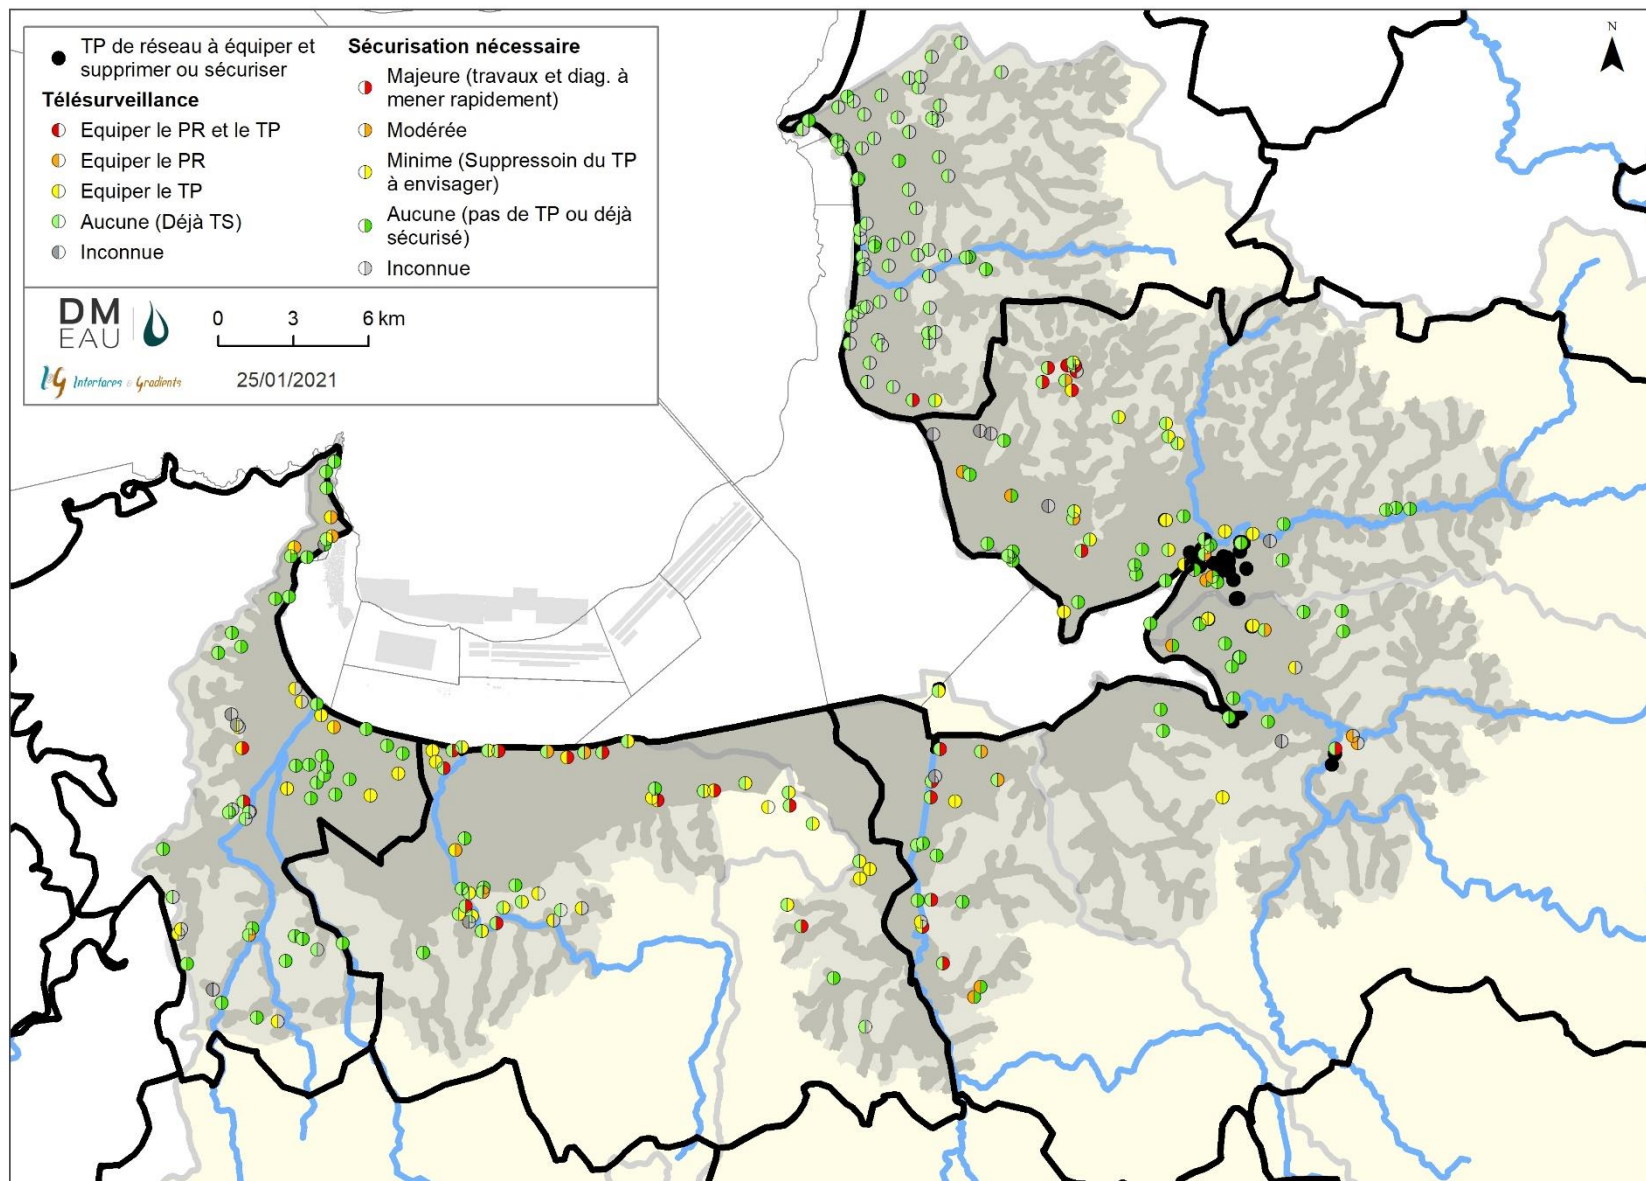 TP de réseau à équiper et
supprimer ou sécuriser
Télésurveillance
Equiper le PR et le TP
Equiper le PR
Equiper le TP
Aucune (Déjà TS)
Inconnue
Sécurisation nécessaire
Majeure (travaux et diag. à
mener rapidement)
Modérée
Minime (Suppressoin du TP
à envisager)
Aucune (pas de TP ou déjà
sécurisé)
Inconnue
DM
EAU
0 3 6 km
I&G Interfaces & Gradients
25/01/2021
N